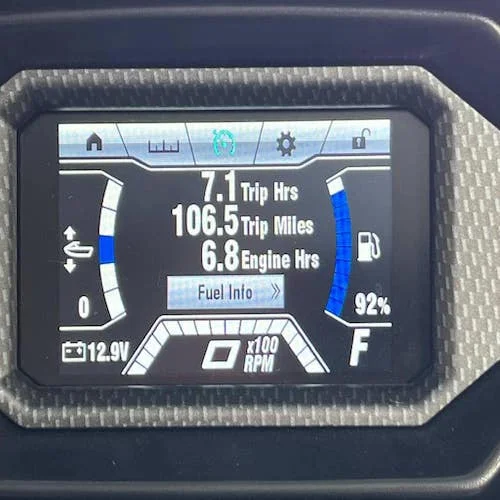 7.1 Trip Hrs
106.5 Trip Miles
6.8 Engine Hrs
Fuel Info
0
92%
12.9V
0 x100 RPM
F